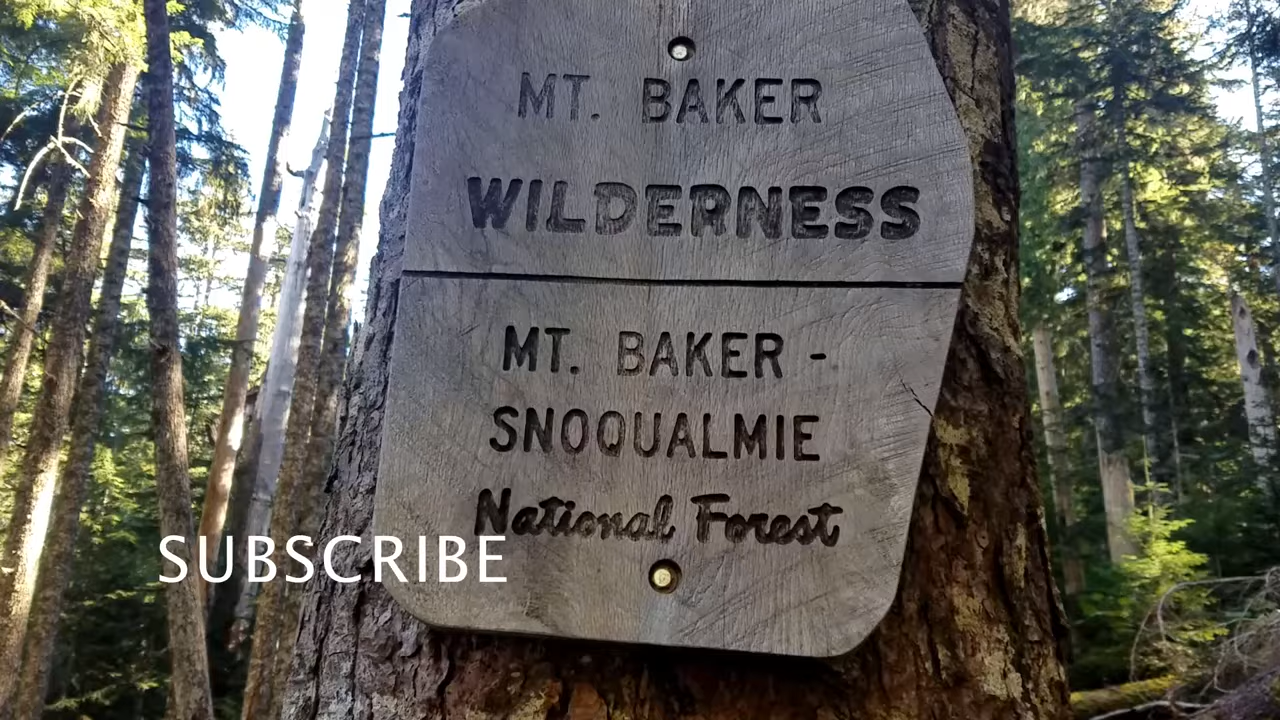 MT. BAKER
WILDERNESS
MT. BAKER -
SNOQUALMIE
National Forest
SUBSCRIBE